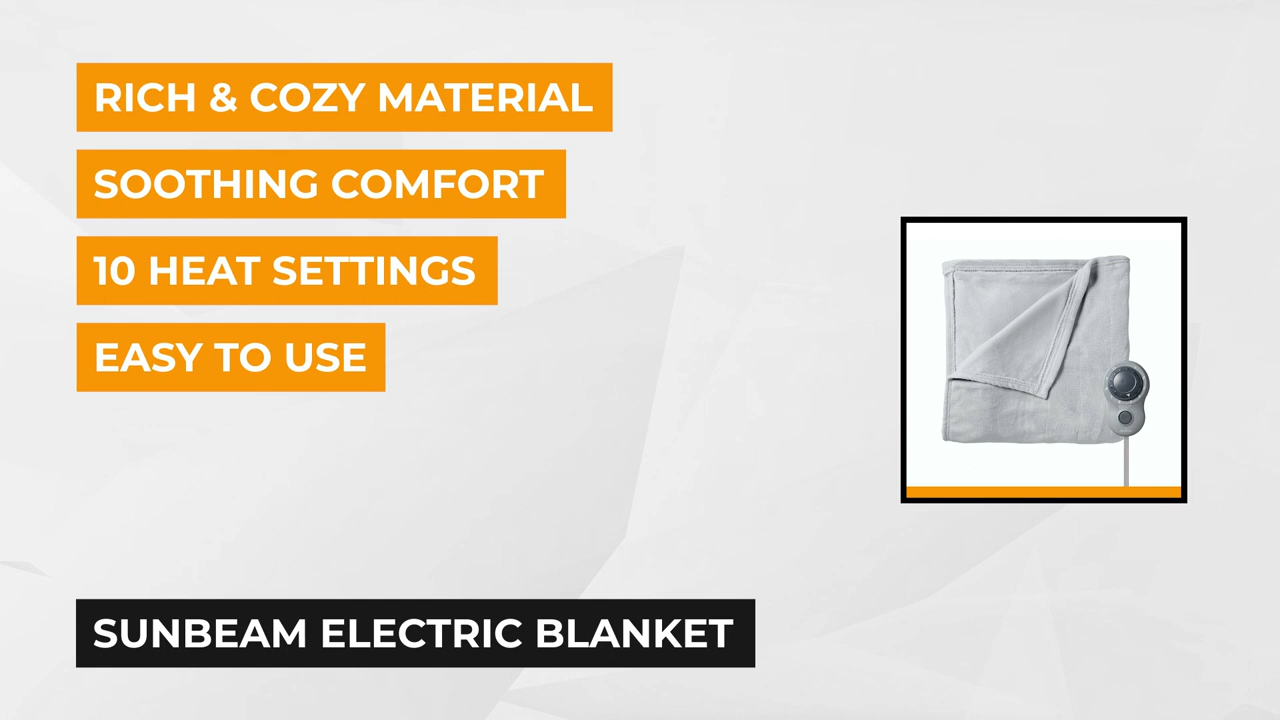 RICH & COZY MATERIAL
SOOTHING COMFORT
10 HEAT SETTINGS
EASY TO USE
SUNBEAM ELECTRIC BLANKET